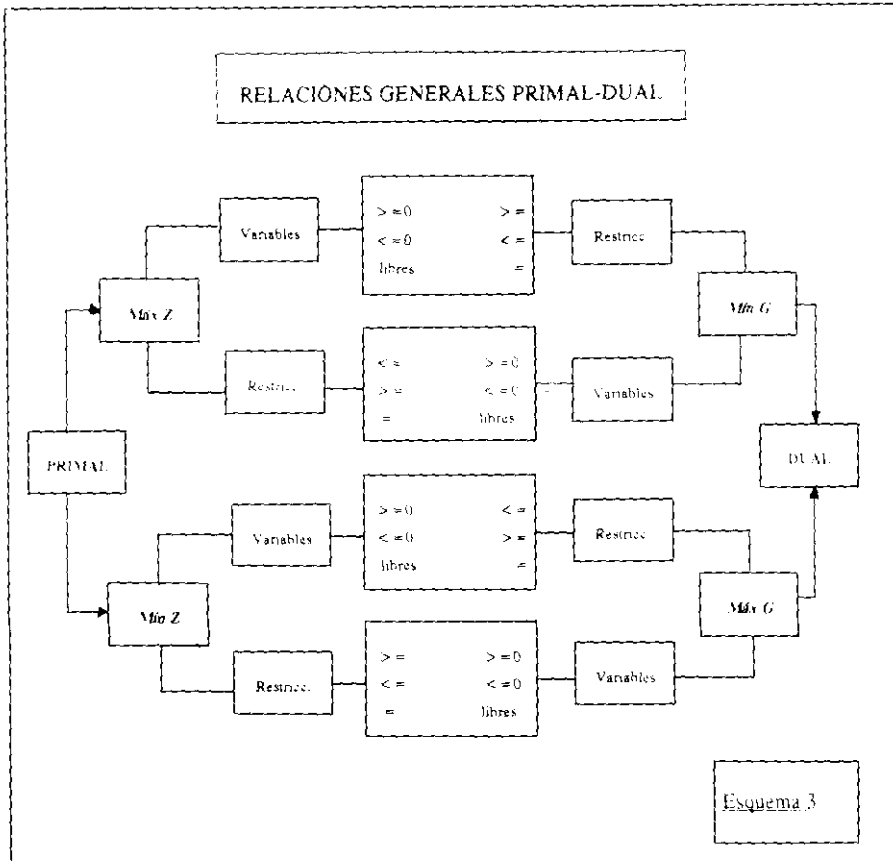 RELACIONES GENERALES PRIMAL-DUAL
Variables
> =0 > =
< =0 < =
libres =
Restricc
Máx Z
Mín G
Restricc.
< = > =0
> = < =0
= libres
Variables
PRIMAL
DUAL
Variables
> =0 < =
< =0 > =
libres =
Restricc
Mín Z
Máx G
Restricc.
> = > =0
< = < =0
= libres
Variables
Esquema 3